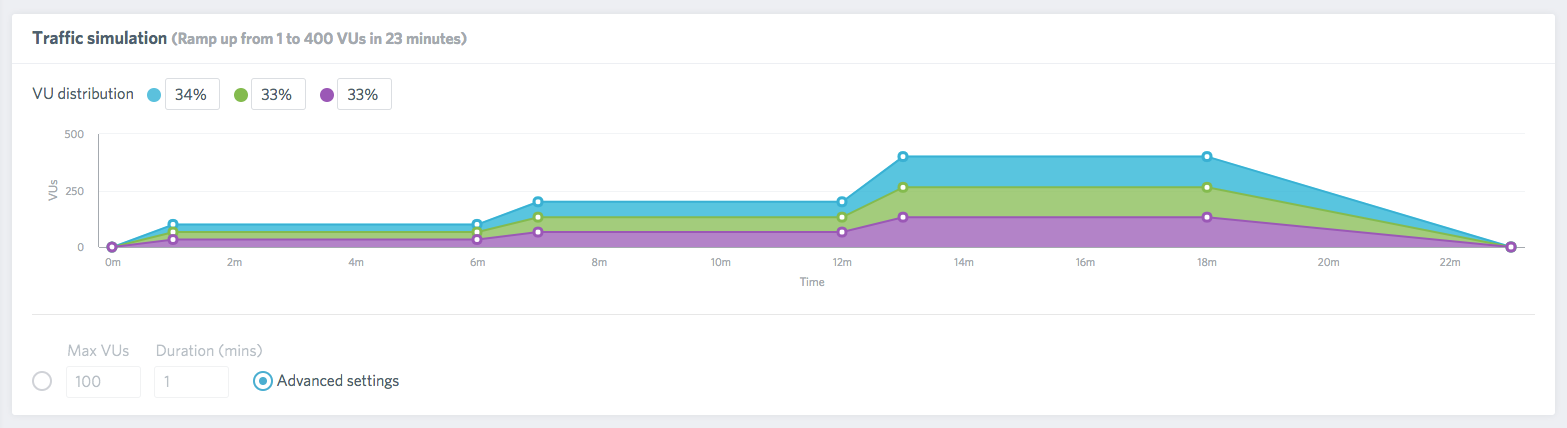 Traffic simulation (Ramp up from 1 to 400 VUs in 23 minutes)
VU distribution 34% 33% 33%
500
250
0
VUs
0m 2m 4m 6m 8m 10m 12m 14m 16m 18m 20m 22m
Time
Max VUs Duration (mins)
100 1 Advanced settings